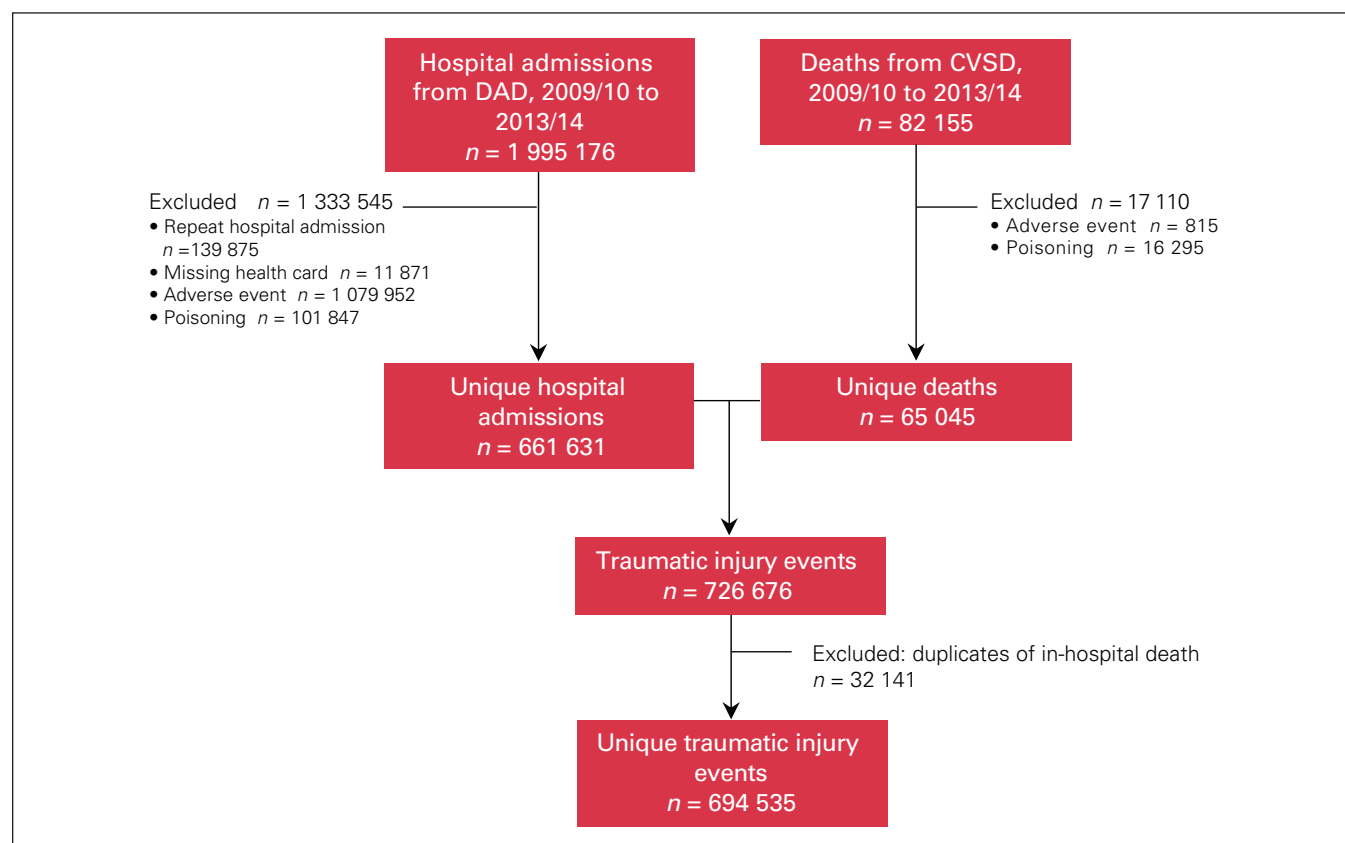 Hospital admissions
from DAD, 2009/10 to
2013/14
n = 1 995 176
Deaths from CVSD,
2009/10 to 2013/14
n = 82 155
Excluded n = 1 333 545
• Repeat hospital admission
n =139 875
• Missing health card n = 11 871
• Adverse event n = 1 079 952
• Poisoning n = 101 847
Excluded n = 17 110
• Adverse event n = 815
• Poisoning n = 16 295
Unique hospital
admissions
n = 661 631
Unique deaths
n = 65 045
Traumatic injury events
n = 726 676
Excluded: duplicates of in-hospital death
n = 32 141
Unique traumatic injury
events
n = 694 535